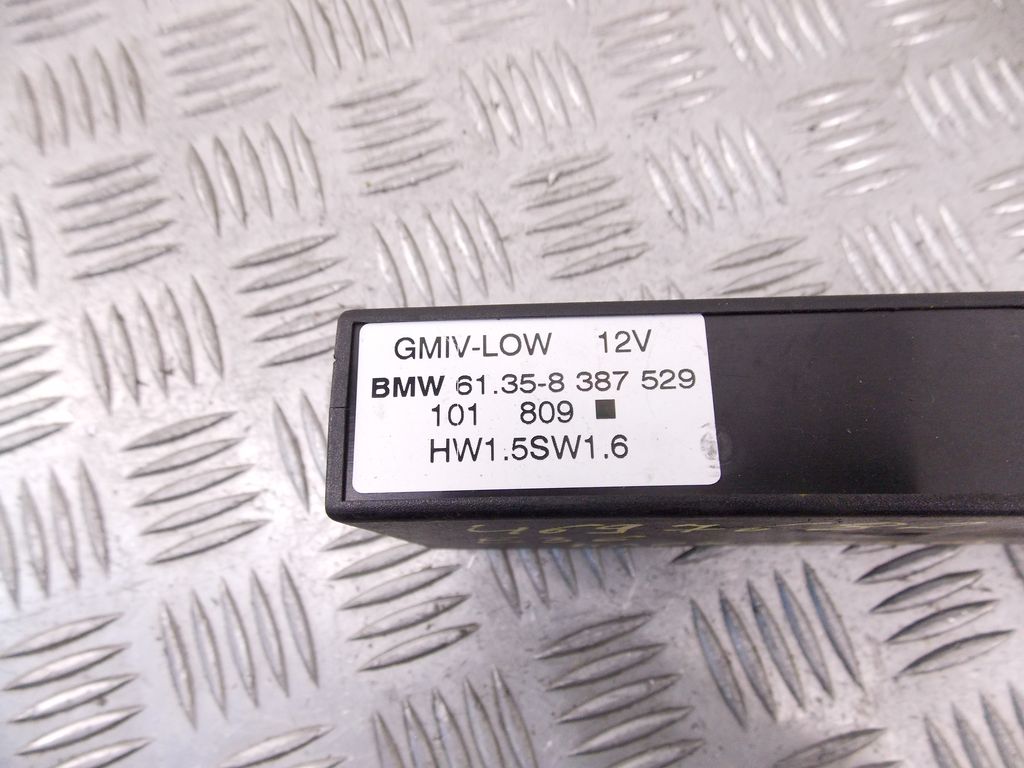 GMIV-LOW 12V
BMW 61.35-8 387 529
101 809
HW1.5SW1.6